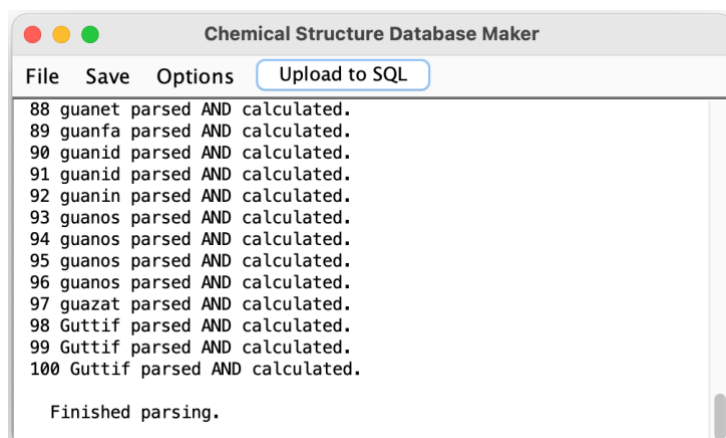 Chemical Structure Database Maker
File Save Options Upload to SQL
88 guanet parsed AND calculated.
89 guanfa parsed AND calculated.
90 guanid parsed AND calculated.
91 guanid parsed AND calculated.
92 guanin parsed AND calculated.
93 guanos parsed AND calculated.
94 guanos parsed AND calculated.
95 guanos parsed AND calculated.
96 guanos parsed AND calculated.
97 guazat parsed AND calculated.
98 Guttif parsed AND calculated.
99 Guttif parsed AND calculated.
100 Guttif parsed AND calculated.
Finished parsing.